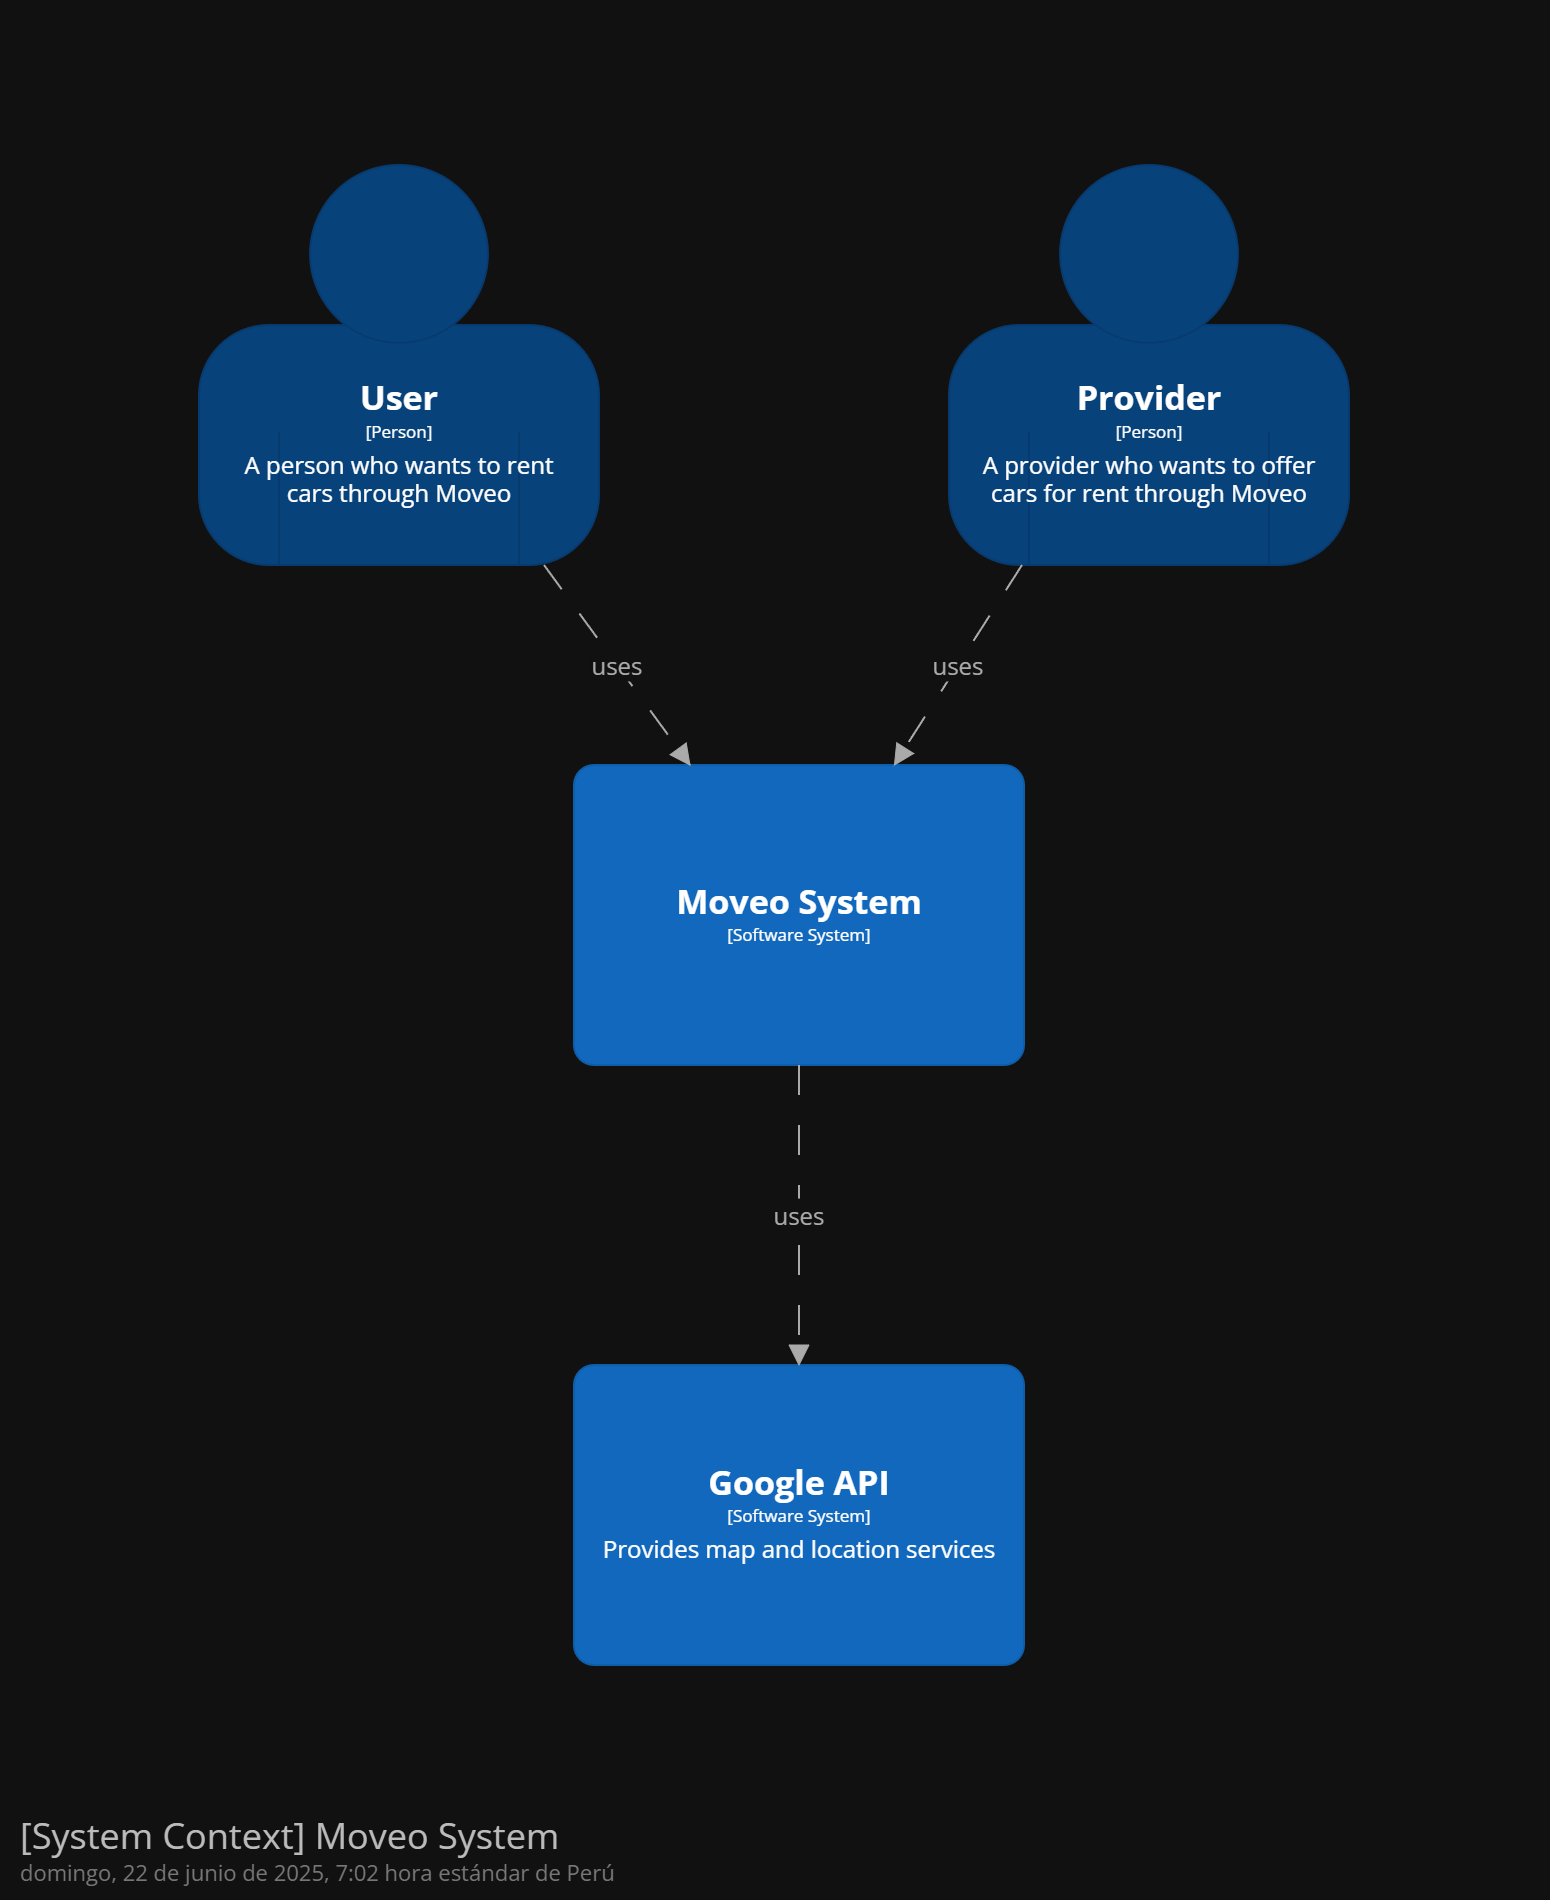 User
[Person]
A person who wants to rent
cars through Moveo
Provider
[Person]
A provider who wants to offer
cars for rent through Moveo
uses
uses
Moveo System
[Software System]
uses
Google API
[Software System]
Provides map and location services
[System Context] Moveo System
domingo, 22 de junio de 2025, 7:02 hora estándar de Perú